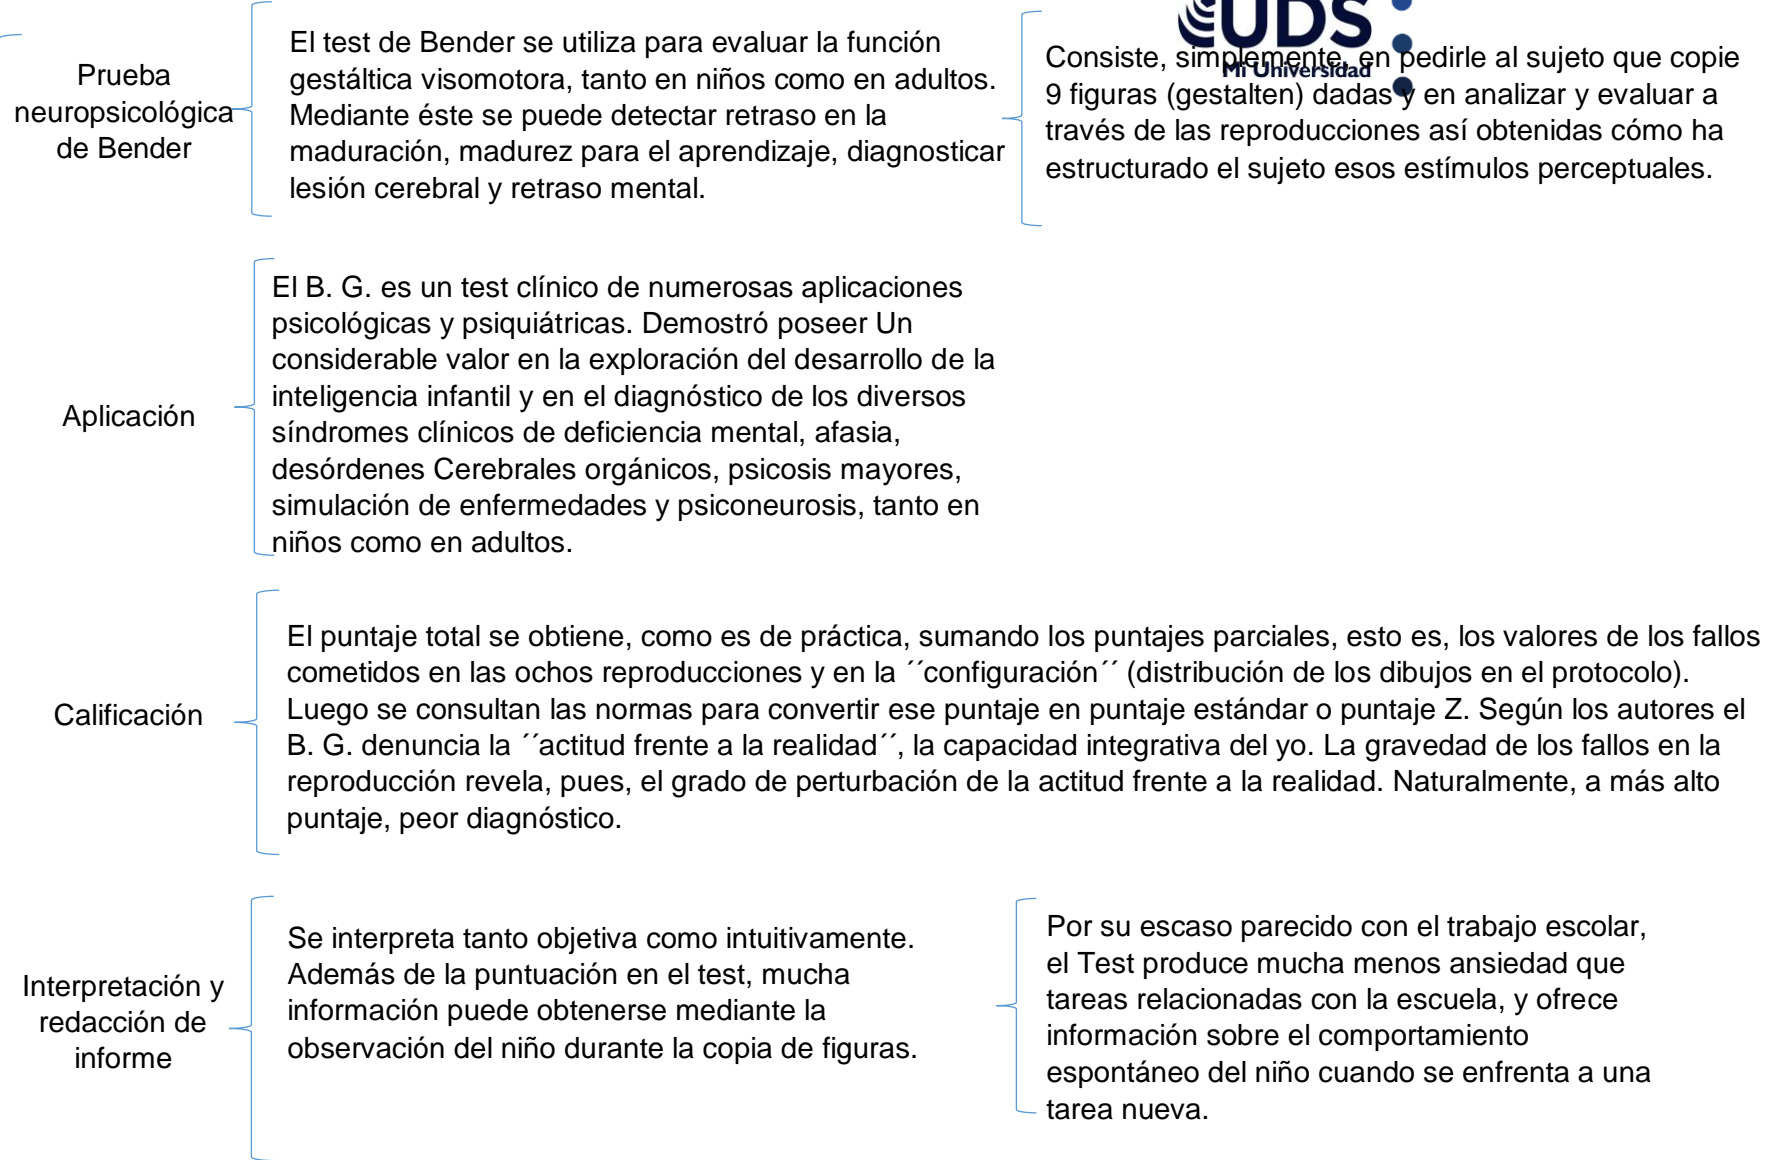 UDS
Mi Universidad
Prueba
neuropsicológica
de Bender
El test de Bender se utiliza para evaluar la función
gestáltica visomotora, tanto en niños como en adultos.
Mediante éste se puede detectar retraso en la
maduración, madurez para el aprendizaje, diagnosticar
lesión cerebral y retraso mental.
Consiste, simplemente, en pedirle al sujeto que copie
9 figuras (gestalten) dadas y en analizar y evaluar a
través de las reproducciones así obtenidas cómo ha
estructurado el sujeto esos estímulos perceptuales.
Aplicación
El B. G. es un test clínico de numerosas aplicaciones
psicológicas y psiquiátricas. Demostró poseer Un
considerable valor en la exploración del desarrollo de la
inteligencia infantil y en el diagnóstico de los diversos
síndromes clínicos de deficiencia mental, afasia,
desórdenes Cerebrales orgánicos, psicosis mayores,
simulación de enfermedades y psiconeurosis, tanto en
niños como en adultos.
Calificación
El puntaje total se obtiene, como es de práctica, sumando los puntajes parciales, esto es, los valores de los fallos
cometidos en las ochos reproducciones y en la ´´configuración´´ (distribución de los dibujos en el protocolo).
Luego se consultan las normas para convertir ese puntaje en puntaje estándar o puntaje Z. Según los autores el
B. G. denuncia la ´´actitud frente a la realidad´´, la capacidad integrativa del yo. La gravedad de los fallos en la
reproducción revela, pues, el grado de perturbación de la actitud frente a la realidad. Naturalmente, a más alto
puntaje, peor diagnóstico.
Interpretación y
redacción de
informe
Se interpreta tanto objetiva como intuitivamente.
Además de la puntuación en el test, mucha
información puede obtenerse mediante la
observación del niño durante la copia de figuras.
Por su escaso parecido con el trabajo escolar,
el Test produce mucha menos ansiedad que
tareas relacionadas con la escuela, y ofrece
información sobre el comportamiento
espontáneo del niño cuando se enfrenta a una
tarea nueva.